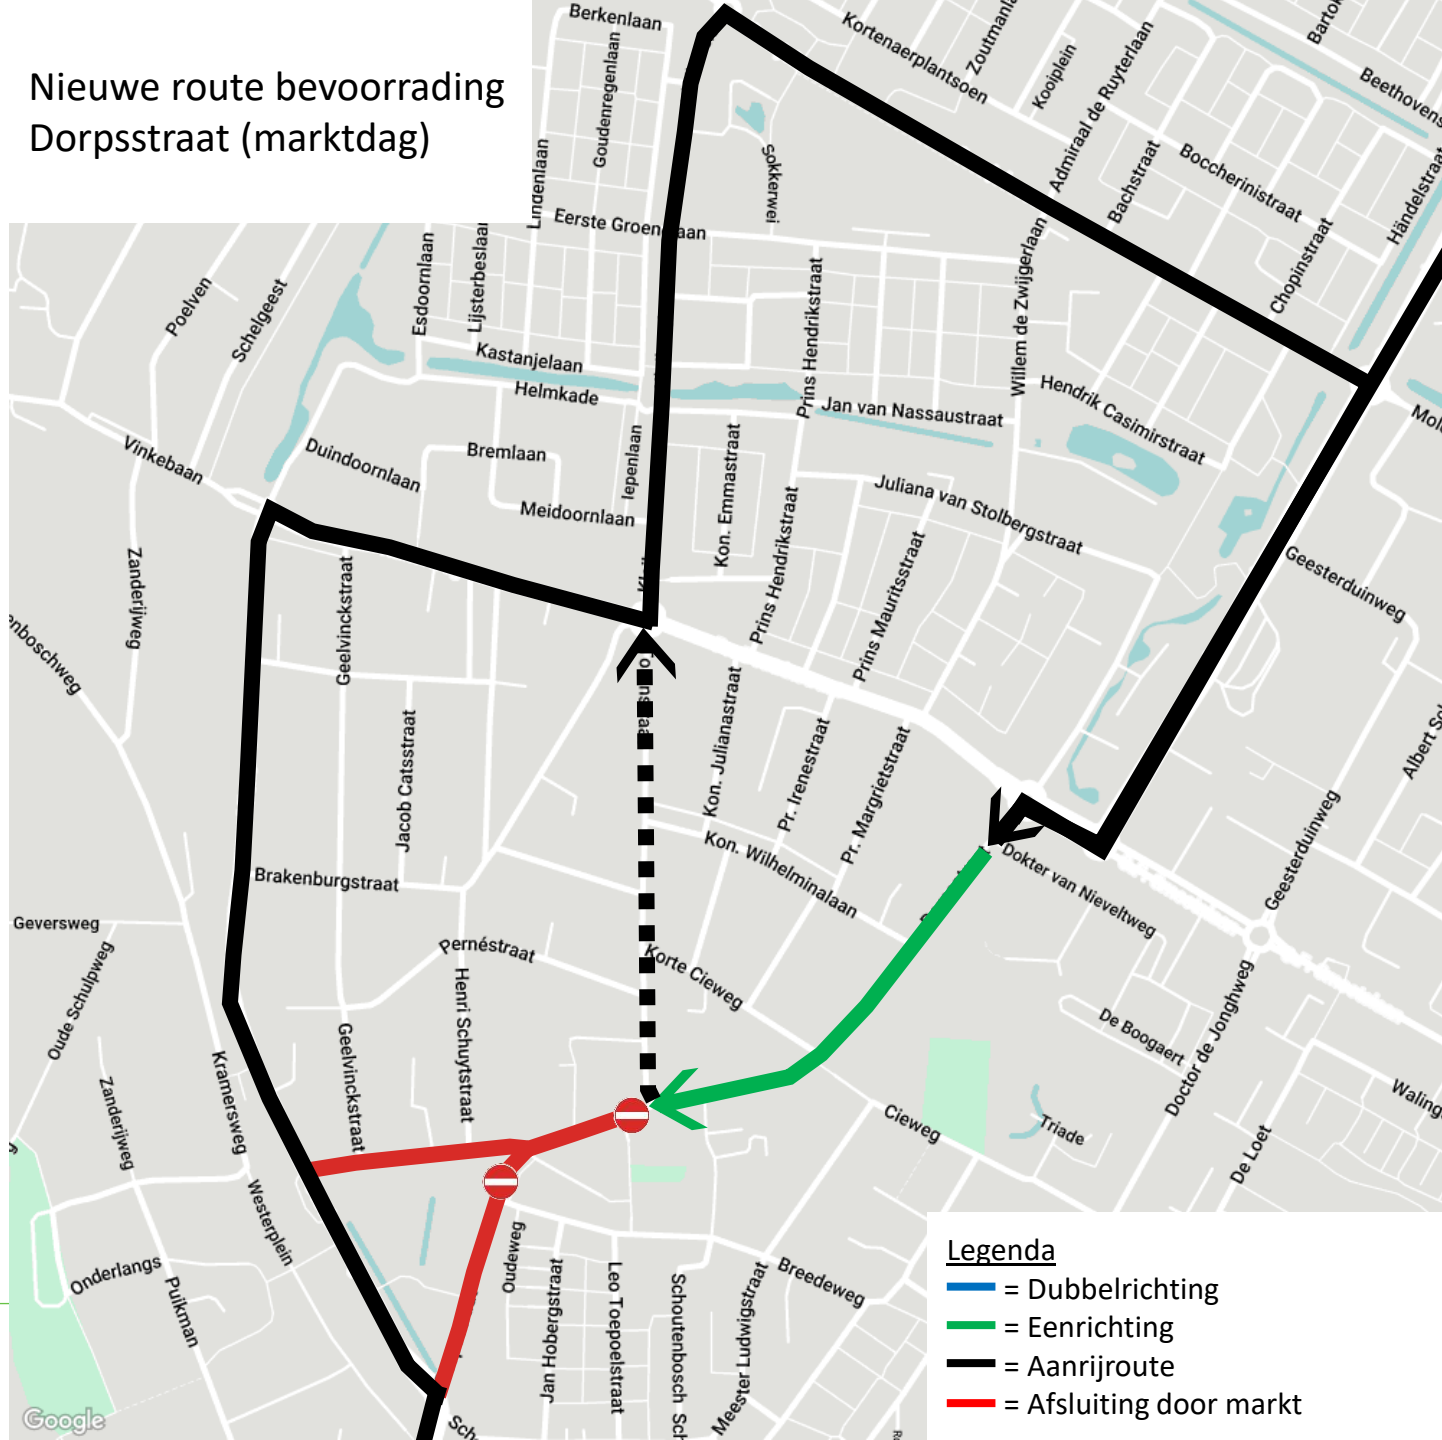 Nieuwe route bevoorrading
Dorpsstraat (marktdag)
Berkenlaan
Goudenregenlaan
Lindenlaan
Eerste Groen
laan
Sokkerwei
Kortenaerplantsoen
Kooiplein
Admiraal de Ruyterlaan
Bachstraat
Boccherinistraat
Chopinstraat
Händelstraat
Poelven
Schelgeest
Esdoornlaan
Kastanjelaan
Helmkade
Iepenlaan
Prins Hendrikstraat
Willem de Zwijgerlaan
Jan van Nassaustraat
Hendrik Casimirstraat
Vinkebaan
Duindoornlaan
Bremlaan
Meidoornlaan
Kon. Emmastraat
Prins Hendrikstraat
Juliana van Stolbergstraat
Prins Mauritsstraat
Geesterduinweg
Zanderijweg
Geelvinckstraat
enboschweg
Jacob Catsstraat
Kon. Julianastraat
Pr. Irenestraat
Pr. Margrietstraat
Kon. Wilhelminalaan
Dokter van Nieveltweg
Geesterduinweg
Brakenburgstraat
Geversweg
Oude Schulpweg
Pernéstraat
Henri Schuytstraat
Korte Cieweg
De Boogaert
Doctor de Jonghweg
Kramersweg
Geelvinckstraat
Zanderijweg
Cieweg
Triade
De Loet
Westerplein
Onderlangs
Puikman
Oudeweg
Jan Hobergstraat
Leo Toepoelstraat
Schoutenbosch
Meester Ludwigstraat
Breedeweg
Legenda
= Dubbelrichting
= Eenrichting
= Aanrijroute
= Afsluiting door markt
Google